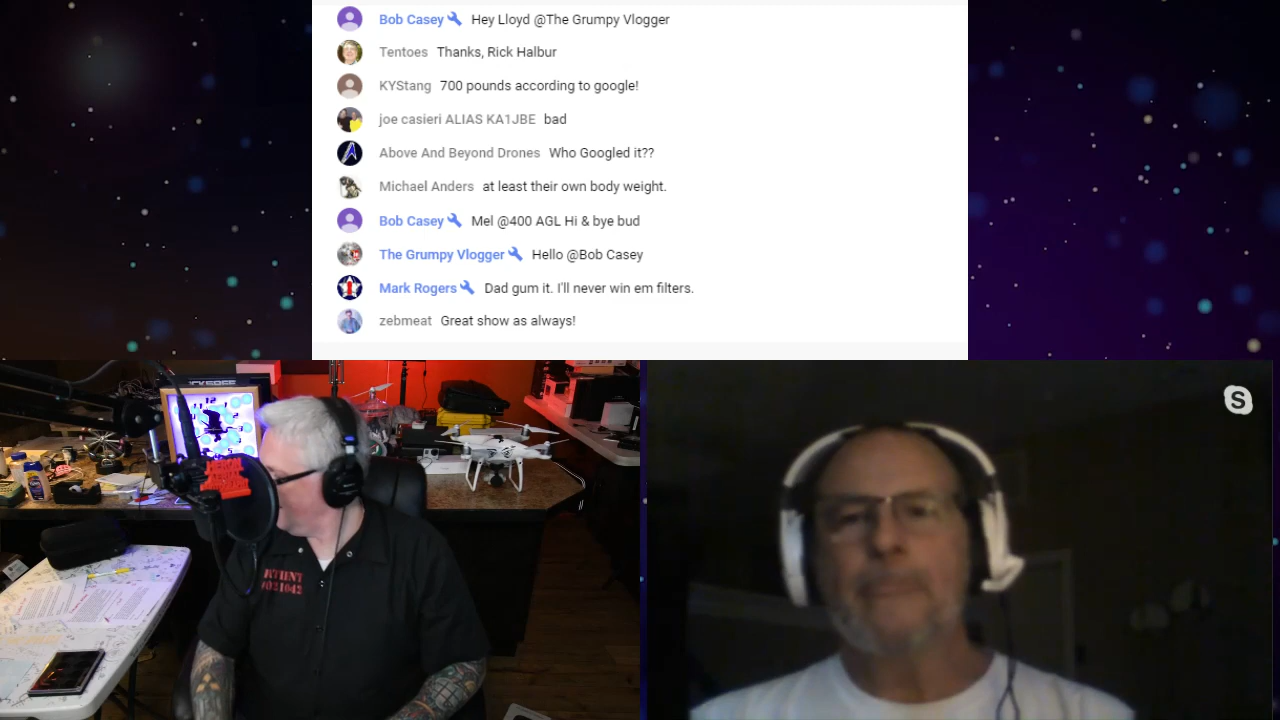 Bob Casey Hey Lloyd @The Grumpy Vlogger
Tentoes Thanks, Rick Halbur
KYStang 700 pounds according to google!
joe casieri ALIAS KA1JBE bad
Above And Beyond Drones Who Googled it??
Michael Anders at least their own body weight.
Bob Casey Mel @400 AGL Hi & bye bud
The Grumpy Vlogger Hello @Bob Casey
Mark Rogers Dad gum it. I'll never win em filters.
zebmeat Great show as always!
12
S